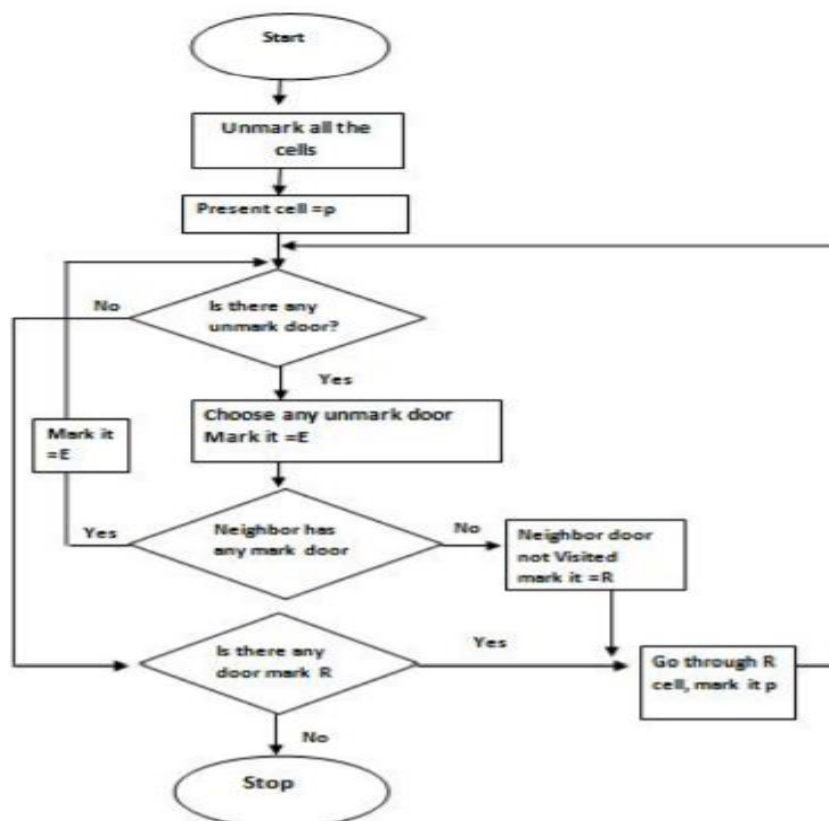 Start
Unmark all the
cells
Present cell =p
Is there any
unmark door?
No
Yes
Choose any unmark door
Mark it =E
Mark it
=E
Neighbor has
any mark door
Yes
No
Neighbor door
not Visited
mark it =R
Is there any
door mark R
Yes
Go through R
cell, mark it p
No
Stop